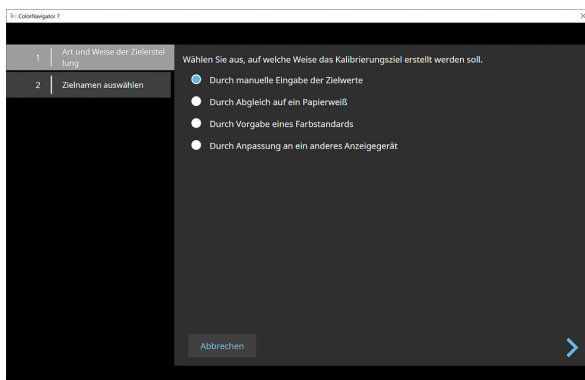 ColorNavigator 7
1 Art und Weise der Zielerstel
lung
2 Zielnamen auswählen
Wählen Sie aus, auf welche Weise das Kalibrierungsziel erstellt werden soll.
Durch manuelle Eingabe der Zielwerte
Durch Abgleich auf ein Papierweiß
Durch Vorgabe eines Farbstandards
Durch Anpassung an ein anderes Anzeigegerät
Abbrechen